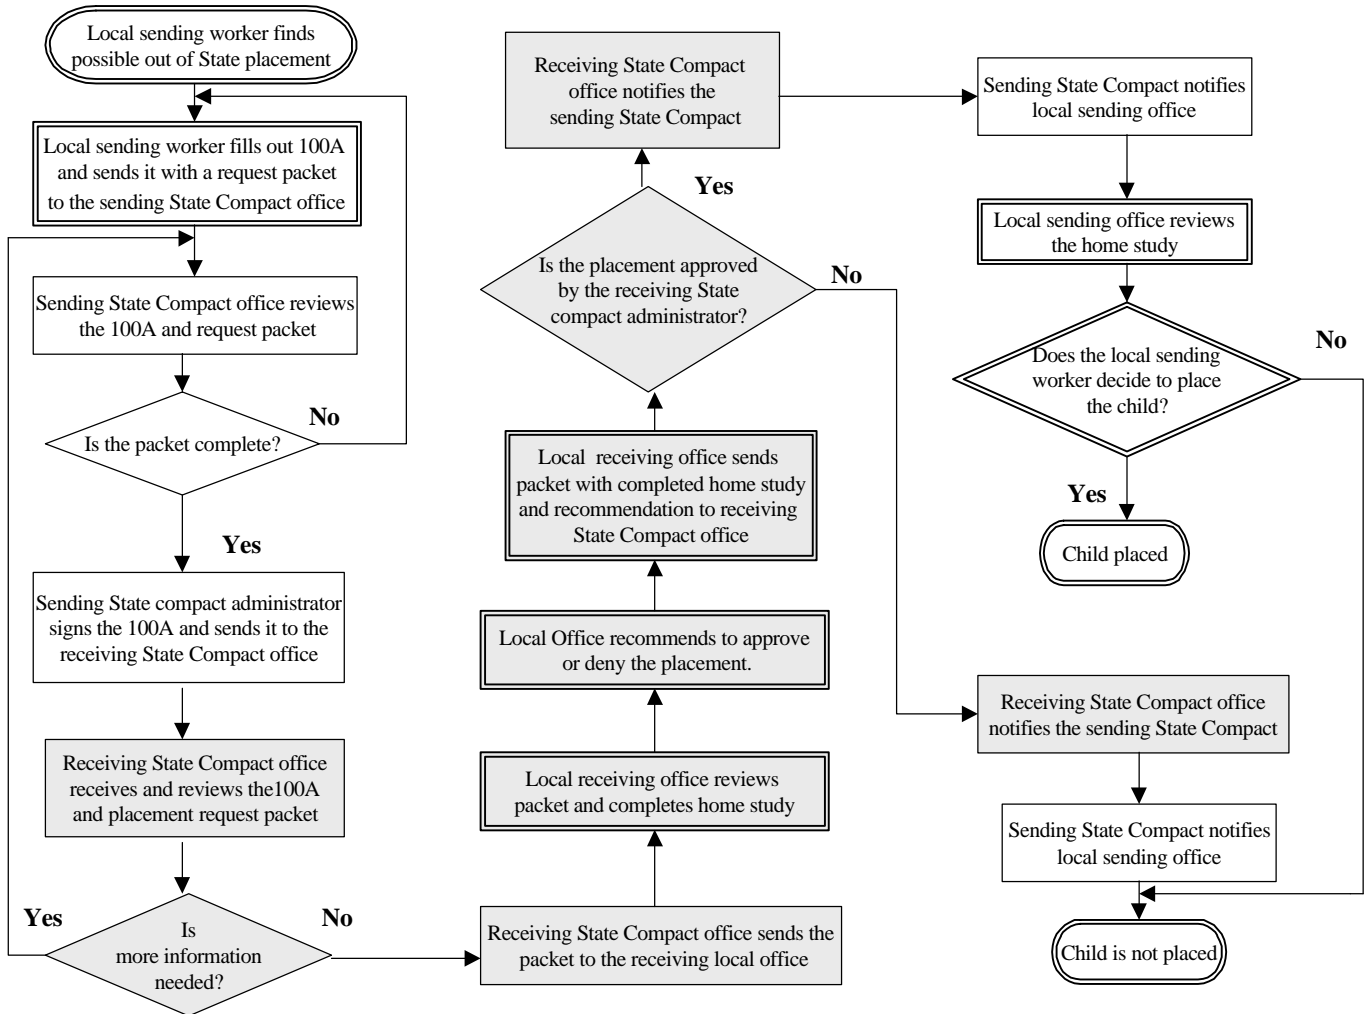 Local sending worker finds
possible out of State placement
Local sending worker fills out 100A
and sends it with a request packet
to the sending State Compact office
Sending State Compact office reviews
the 100A and request packet
Is the packet complete?
No
Yes
Sending State compact administrator
signs the 100A and sends it to the
receiving State Compact office
Receiving State Compact office
receives and reviews the100A
and placement request packet
Is
more information
needed?
Yes
No
Receiving State Compact office sends the
packet to the receiving local office
Local receiving office reviews
packet and completes home study
Local Office recommends to approve
or deny the placement.
Local receiving office sends
packet with completed home study
and recommendation to receiving
State Compact office
Is the placement approved
by the receiving State
compact administrator?
Yes
No
Receiving State Compact
office notifies the
sending State Compact
Sending State Compact notifies
local sending office
Local sending office reviews
the home study
Does the local sending
worker decide to place
the child?
No
Yes
Child placed
Receiving State Compact office
notifies the sending State Compact
Sending State Compact notifies
local sending office
Child is not placed